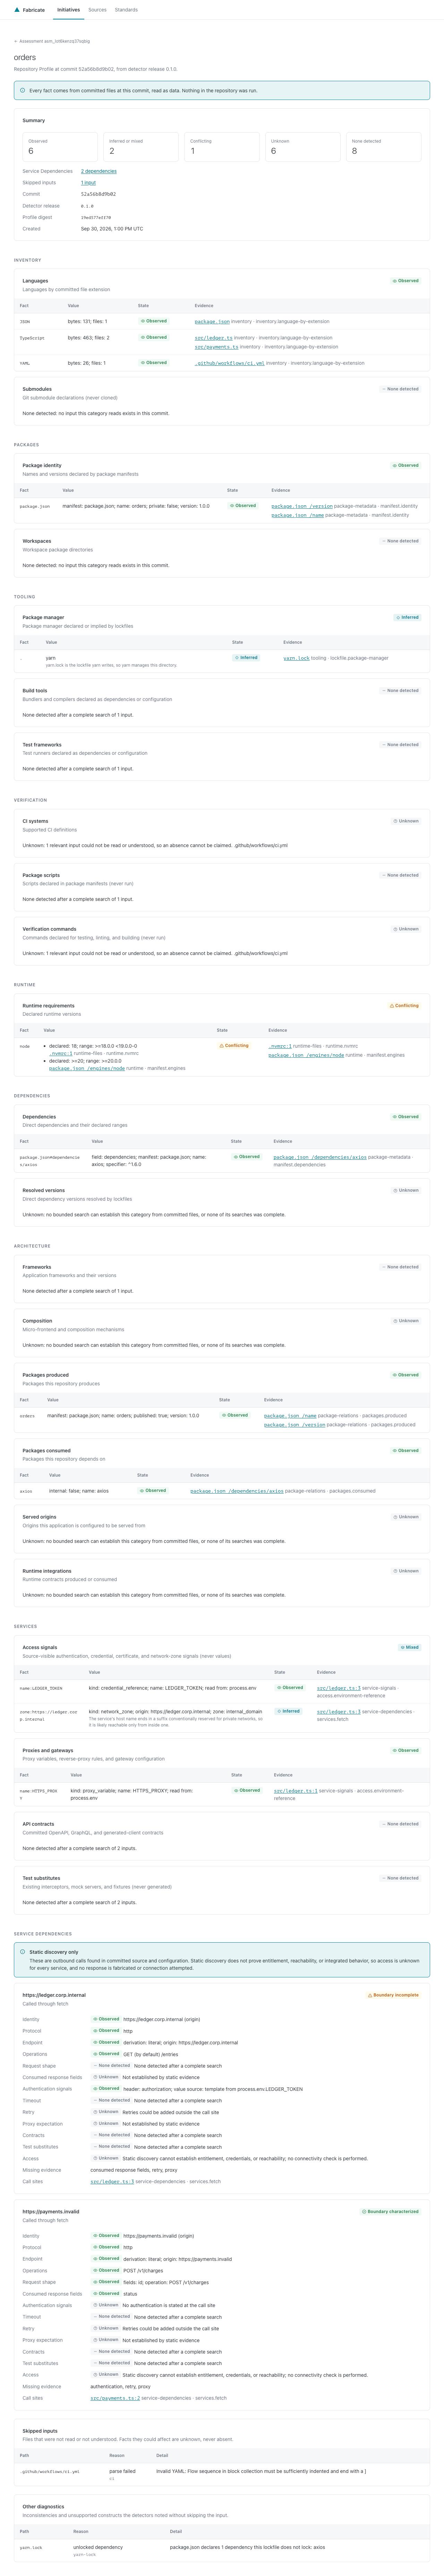 Fabricate Initiatives Sources Standards
orders
Repository Profile at commit 52a56b8d9b02, from detector release 0.1.0.
Every fact comes from committed files at this commit, read as data. Nothing in the repository was run.
Summary
Observed Inferred or mixed Conflicting Unknown None detected
6 2 1 6 8
Service Dependencies 2 dependencies
Skipped inputs 1 input
Commit 52a56b8d9b02
Detector release 0.1.0
Profile digest
Created Sep 30, 2026, 1:00 PM UTC
INVENTORY
Languages Observed
Languages by committed file extension
Fact Value State Evidence
JSON bytes: 131; files: 1 Observed package.json inventory · inventory.language-by-extension
TypeScript bytes: 463; files: 2 Observed src/ledger.ts inventory · inventory.language-by-extension
src/payments.ts inventory · inventory.language-by-extension
YAML bytes: 26; files: 1 Observed .github/workflows/ci.yml inventory · inventory.language-by-extension
Submodules None detected
Git submodule declarations (never cloned)
None detected: no input this category reads exists in this commit.
PACKAGES
Package identity Observed
Names and versions declared by package manifests
Fact Value State Evidence
package.json manifest: package.json; name: orders; private: false; version: 1.0.0 Observed package.json /version package-metadata · manifest.identity
package.json /name package-metadata · manifest.identity
Workspaces None detected
Workspace package directories
None detected: no input this category reads exists in this commit.
TOOLING
Package manager Inferred
Package manager declared or implied by lockfiles
Fact Value State Evidence
. yarn Inferred yarn.lock tooling · lockfile.package-manager
yarn.lock is the lockfile yarn writes, so yarn manages this directory.
Build tools None detected
Bundlers and compilers declared as dependencies or configuration
None detected after a complete search of 1 input.
Test frameworks None detected
Test runners declared as dependencies or configuration
None detected after a complete search of 1 input.
VERIFICATION
CI systems Unknown
Supported CI definitions
Unknown: 1 relevant input could not be read or understood, so an absence cannot be claimed. .github/workflows/ci.yml
Package scripts None detected
Scripts declared in package manifests (never run)
None detected after a complete search of 1 input.
Verification commands Unknown
Commands declared for testing, linting, and building (never run)
Unknown: 1 relevant input could not be read or understood, so an absence cannot be claimed. .github/workflows/ci.yml
RUNTIME
Runtime requirements Conflicting
Declared runtime versions
Fact Value State Evidence
node declared: 18; range: >=18.0.0 <19.0.0-0 Conflicting .nvmrc:1 runtime-files · runtime.nvmrc
.nvmrc:1 runtime-files · runtime.nvmrc package.json /engines/node runtime · manifest.engines
declared: >=20; range: >=20.0.0
package.json /engines/node runtime · manifest.engines
DEPENDENCIES
Dependencies Observed
Direct dependencies and their declared ranges
Fact Value State Evidence
package.json#dependencie field: dependencies; manifest: package.json; name: Observed package.json /dependencies/axios package-metadata ·
s/axios axios; specifier: ^1.6.0 manifest.dependencies
Resolved versions Unknown
Direct dependency versions resolved by lockfiles
Unknown: no bounded search can establish this category from committed files, or none of its searches was complete.
ARCHITECTURE
Frameworks None detected
Application frameworks and their versions
None detected after a complete search of 1 input.
Composition Unknown
Micro-frontend and composition mechanisms
Unknown: no bounded search can establish this category from committed files, or none of its searches was complete.
Packages produced Observed
Packages this repository produces
Fact Value State Evidence
orders manifest: package.json; name: orders; published: true; version: 1.0.0 Observed package.json /name package-relations · packages.produced
package.json /version package-relations · packages.produced
Packages consumed Observed
Packages this repository depends on
Fact Value State Evidence
axios internal: false; name: axios Observed package.json /dependencies/axios package-relations · packages.consumed
Served origins Unknown
Origins this application is configured to be served from
Unknown: no bounded search can establish this category from committed files, or none of its searches was complete.
Runtime integrations Unknown
Runtime contracts produced or consumed
Unknown: no bounded search can establish this category from committed files, or none of its searches was complete.
SERVICES
Access signals Mixed
Source-visible authentication, credential, certificate, and network-zone signals (never values)
Fact Value State Evidence
name:LEDGER_TOKEN kind: credential_reference; name: LEDGER_TOKEN; read from: process.env Observed src/ledger.ts:3 service-signals ·
access.environment-reference
zone:https://ledger.cor kind: network_zone; origin: https://ledger.corp.internal; zone: internal_domain Inferred src/ledger.ts:3 service-dependencies ·
p.internal The service's host name ends in a suffix conventionally reserved for private networks, so services.fetch
it is likely reachable only from inside one.
Proxies and gateways Observed
Proxy variables, reverse-proxy rules, and gateway configuration
Fact Value State Evidence
name:HTTPS_PROX kind: proxy_variable; name: HTTPS_PROXY; read from: Observed src/ledger.ts:1 service-signals · access.environment-
Y process.env reference
API contracts None detected
Committed OpenAPI, GraphQL, and generated-client contracts
None detected after a complete search of 2 inputs.
Test substitutes None detected
Existing interceptors, mock servers, and fixtures (never generated)
None detected after a complete search of 2 inputs.
SERVICE DEPENDENCIES
Static discovery only
These are outbound calls found in committed source and configuration. Static discovery does not prove entitlement, reachability, or integrated behavior, so access is unknown
for every service, and no response is fabricated or connection attempted.
https://ledger.corp.internal Boundary incomplete
Called through fetch
Identity Observed https://ledger.corp.internal (origin)
Protocol Observed http
Endpoint Observed derivation: literal; origin: https://ledger.corp.internal
Operations Observed GET (by default) /entries
Request shape None detected None detected after a complete search
Consumed response fields Unknown Not established by static evidence
Authentication signals Observed header: authorization; value source: template from process.env.LEDGER_TOKEN
Timeout None detected None detected after a complete search
Retry Unknown Retries could be added outside the call site
Proxy expectation Unknown Not established by static evidence
Contracts None detected None detected after a complete search
Test substitutes None detected None detected after a complete search
Access Unknown Static discovery cannot establish entitlement, credentials, or reachability; no connectivity check is performed.
Missing evidence consumed response fields, retry, proxy
Call sites src/ledger.ts:3 service-dependencies · services.fetch
https://payments.invalid Boundary characterized
Called through fetch
Identity Observed https://payments.invalid (origin)
Protocol Observed http
Endpoint Observed derivation: literal; origin: https://payments.invalid
Operations Observed POST /v1/charges
Request shape Observed fields: id; operation: POST /v1/charges
Consumed response fields Observed status
Authentication signals Unknown No authentication is stated at the call site
Timeout None detected None detected after a complete search
Retry Unknown Retries could be added outside the call site
Proxy expectation Unknown Not established by static evidence
Contracts None detected None detected after a complete search
Test substitutes None detected None detected after a complete search
Access Unknown Static discovery cannot establish entitlement, credentials, or reachability; no connectivity check is performed.
Missing evidence authentication, retry, proxy
Call sites src/payments.ts:2 service-dependencies · services.fetch
Skipped inputs
Files that were not read or not understood. Facts they could affect are unknown, never absent.
Path Reason Detail
.github/workflows/ci.yml parse failed Invalid YAML: Flow sequence in block collection must be sufficiently indented and end with a ]
ci
Other diagnostics
Inconsistencies and unsupported constructs the detectors noted without skipping the input.
Path Reason Detail
yarn.lock unlocked dependency package.json declares 1 dependency this lockfile does not lock: axios
yarn-lock